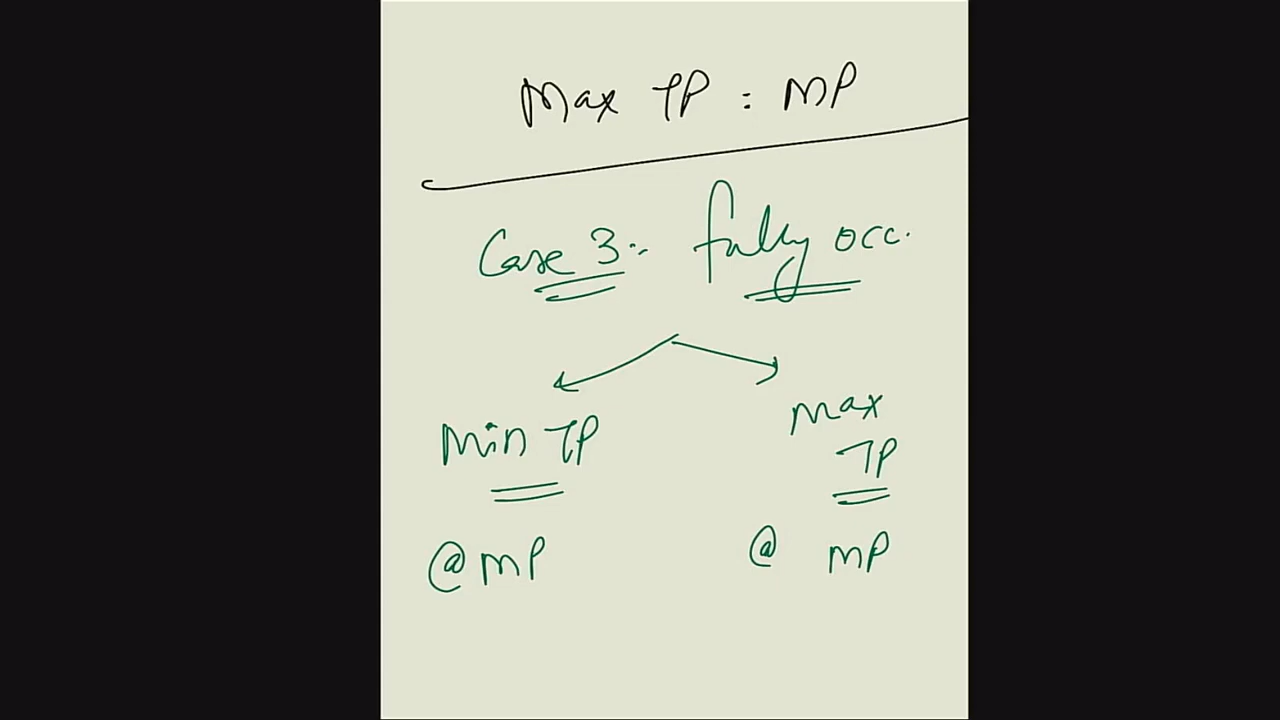 Max TP : MP
Case 3:- fully occ.
Min TP
Max
TP
@ MP
@ MP